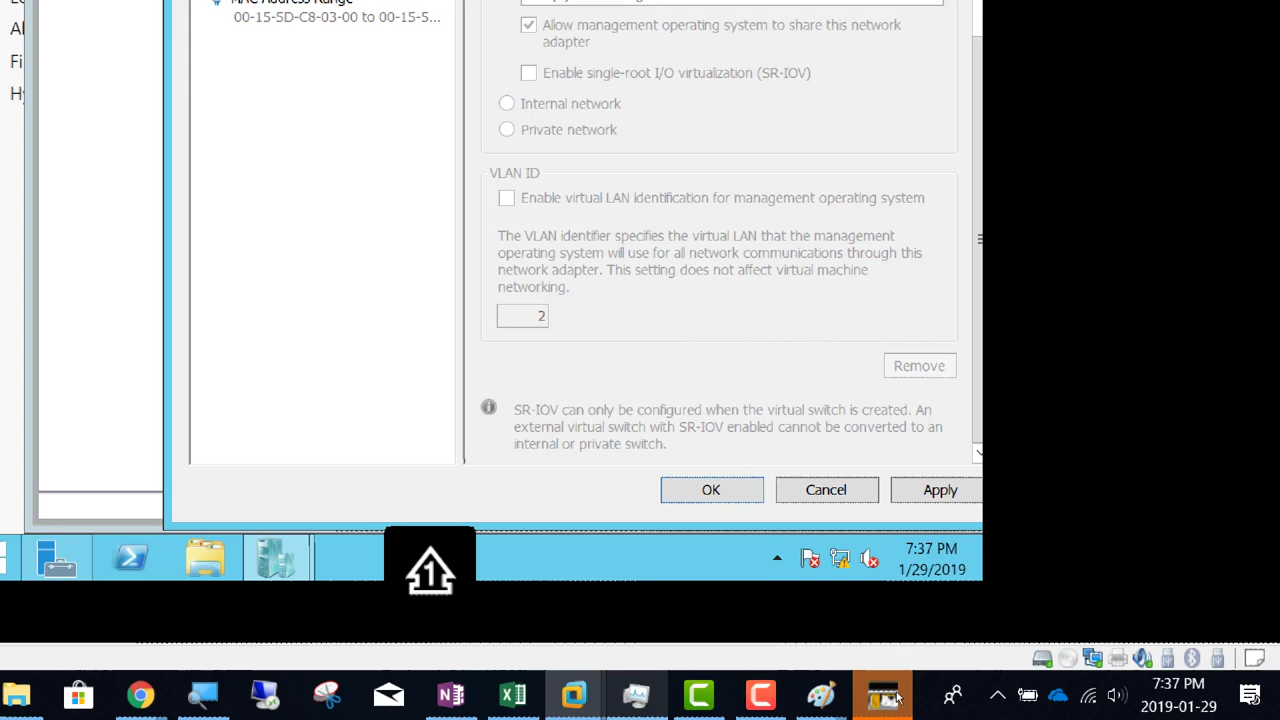 00-15-5D-C8-03-00 to 00-15-5...
Allow management operating system to share this network
adapter
Enable single-root I/O virtualization (SR-IOV)
Internal network
Private network
VLAN ID
Enable virtual LAN identification for management operating system
The VLAN identifier specifies the virtual LAN that the management
operating system will use for all network communications through this
network adapter. This setting does not affect virtual machine
networking.
2
Remove
SR-IOV can only be configured when the virtual switch is created. An
external virtual switch with SR-IOV enabled cannot be converted to an
internal or private switch.
OK Cancel Apply
1
7:37 PM
1/29/2019
7:37 PM
2019-01-29